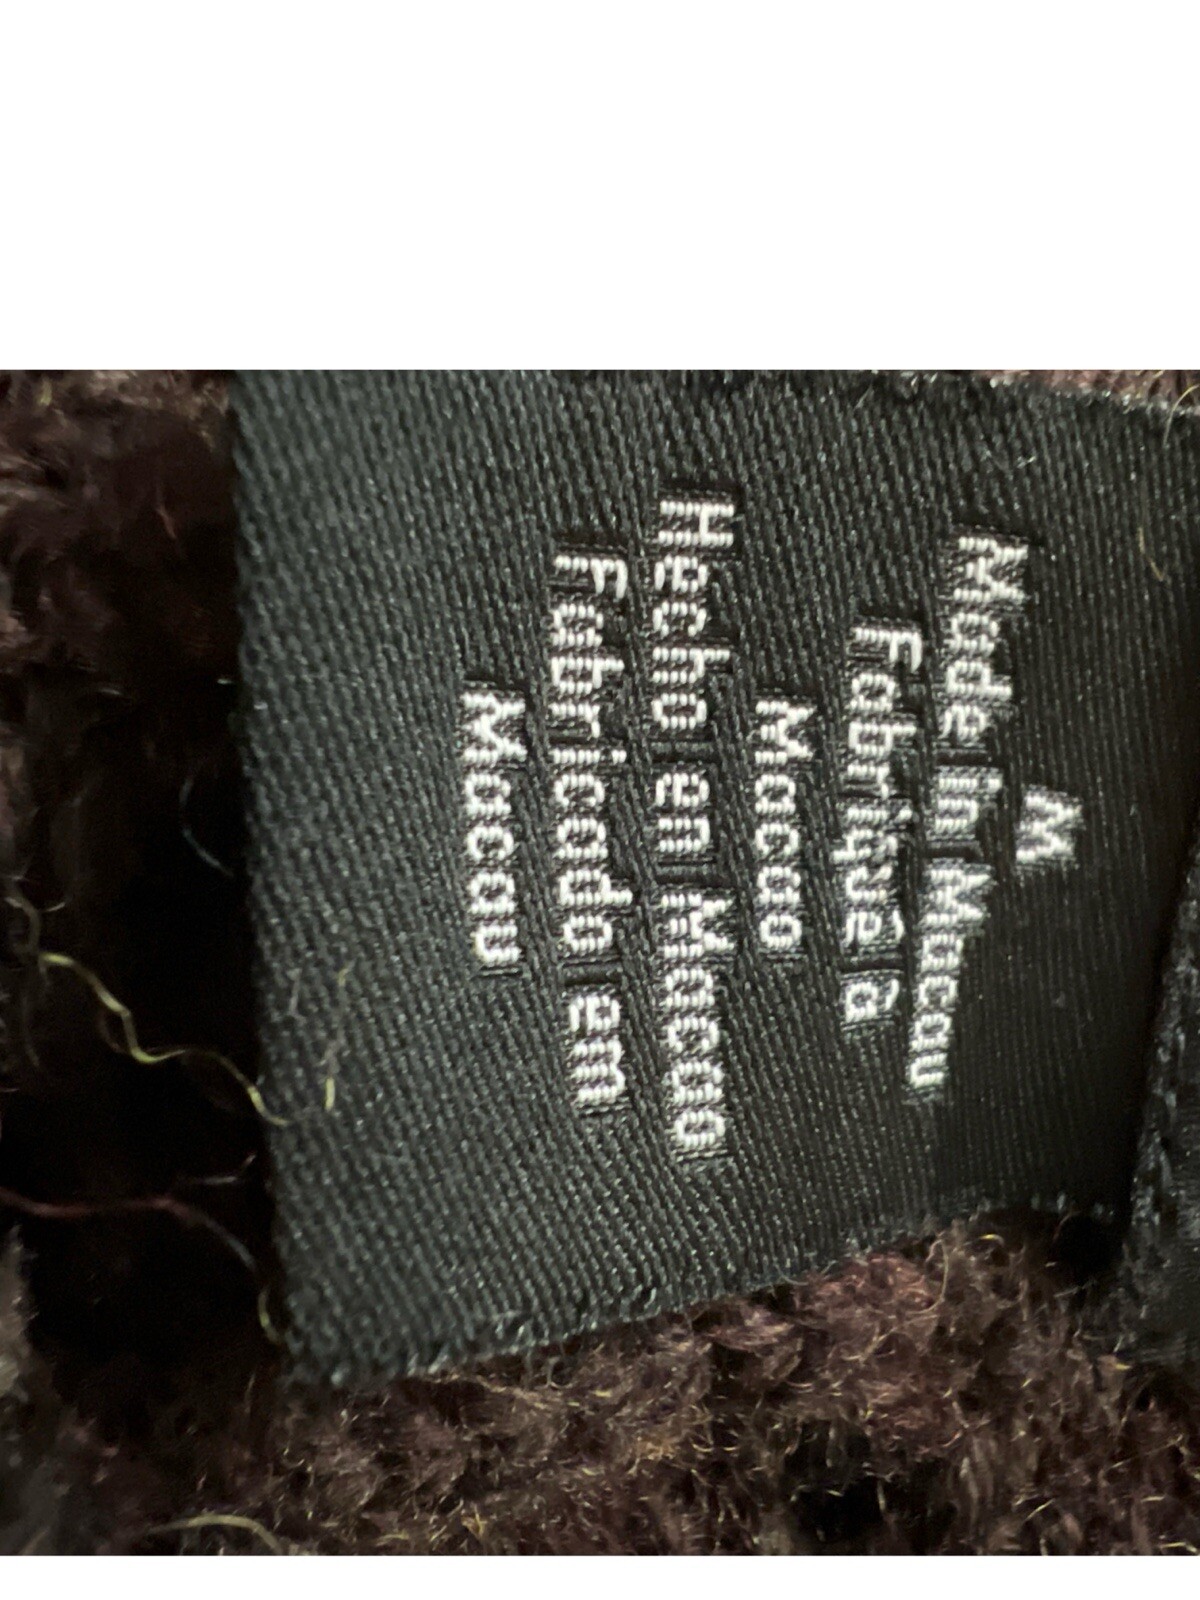 M
Made in Macau
Fabriqué à
Macao
Hecho en Macao
Fabricado em
Macau